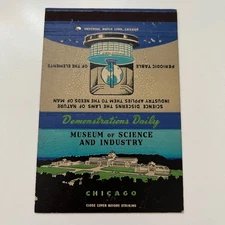 PERIODIC TABLE
OF THE ELEMENTS
SCIENCE DISCERNS THE LAWS OF NATURE
INDUSTRY APPLIES THEM TO THE NEEDS OF MAN
Demonstrations Daily
MUSEUM OF SCIENCE
AND INDUSTRY
CHICAGO
CLOSE COVER BEFORE STRIKING